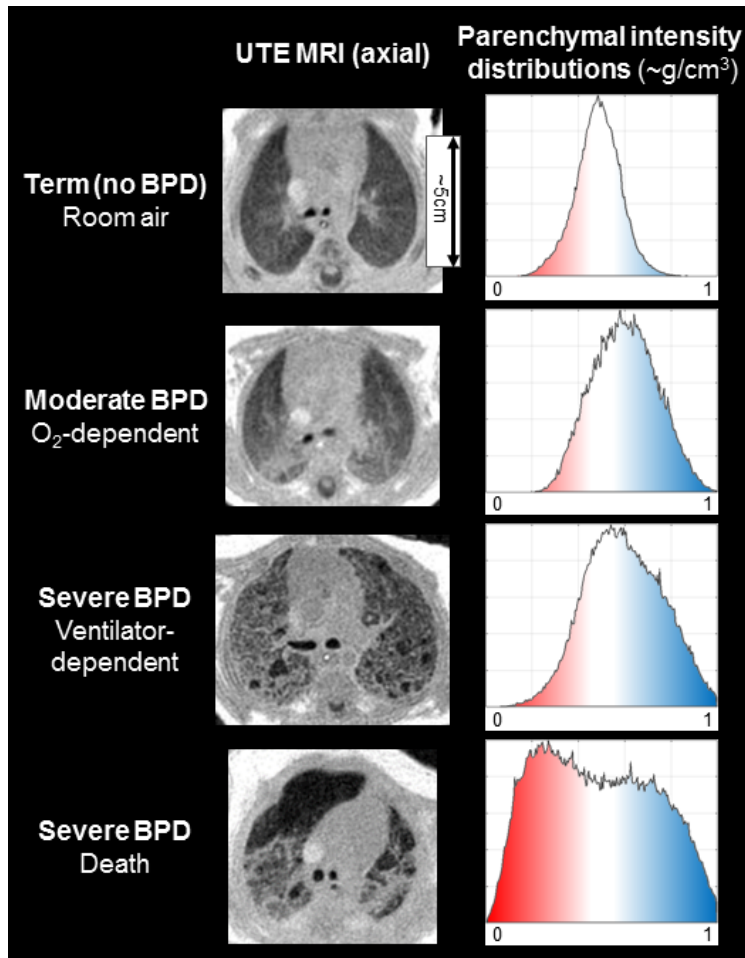 UTE MRI (axial)
Parenchymal intensity
distributions (~g/cm³)
Term (no BPD)
Room air
~5cm
0 1
Moderate BPD
O₂-dependent
0 1
Severe BPD
Ventilator-
dependent
0 1
Severe BPD
Death
0 1